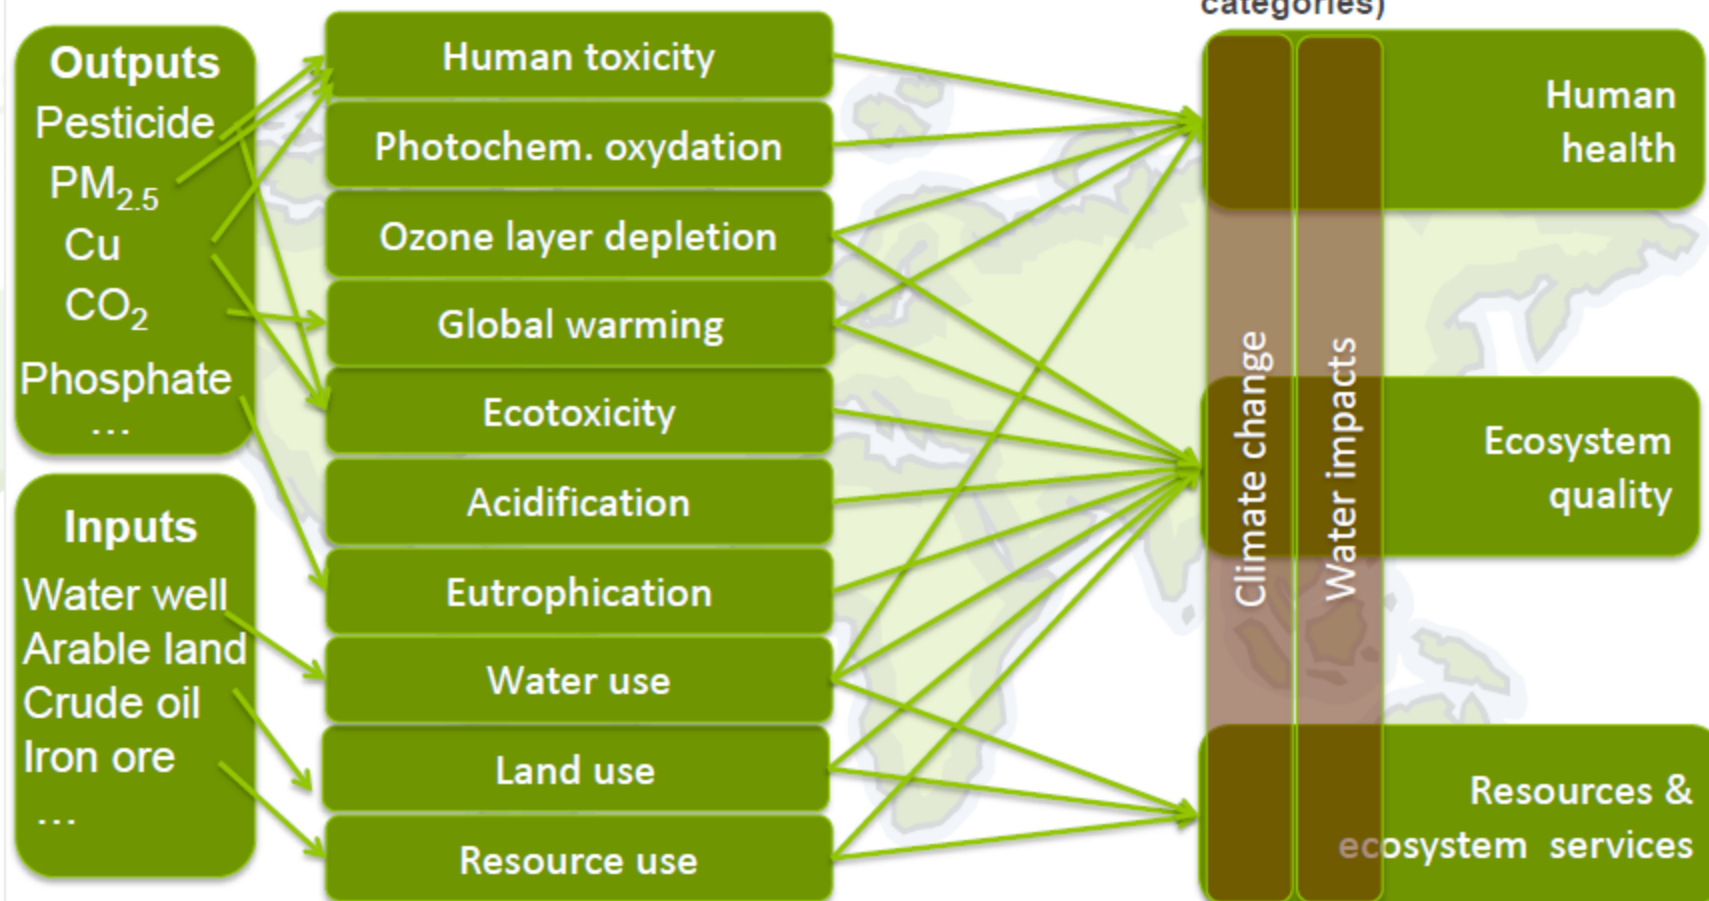 categories)
Outputs
Pesticide
PM2.5
Cu
CO2
Phosphate
...
Inputs
Water well
Arable land
Crude oil
Iron ore
...
Human toxicity
Photochem. oxydation
Ozone layer depletion
Global warming
Ecotoxicity
Acidification
Eutrophication
Water use
Land use
Resource use
Climate change
Water impacts
Human
health
Ecosystem
quality
Resources &
ecosystem services